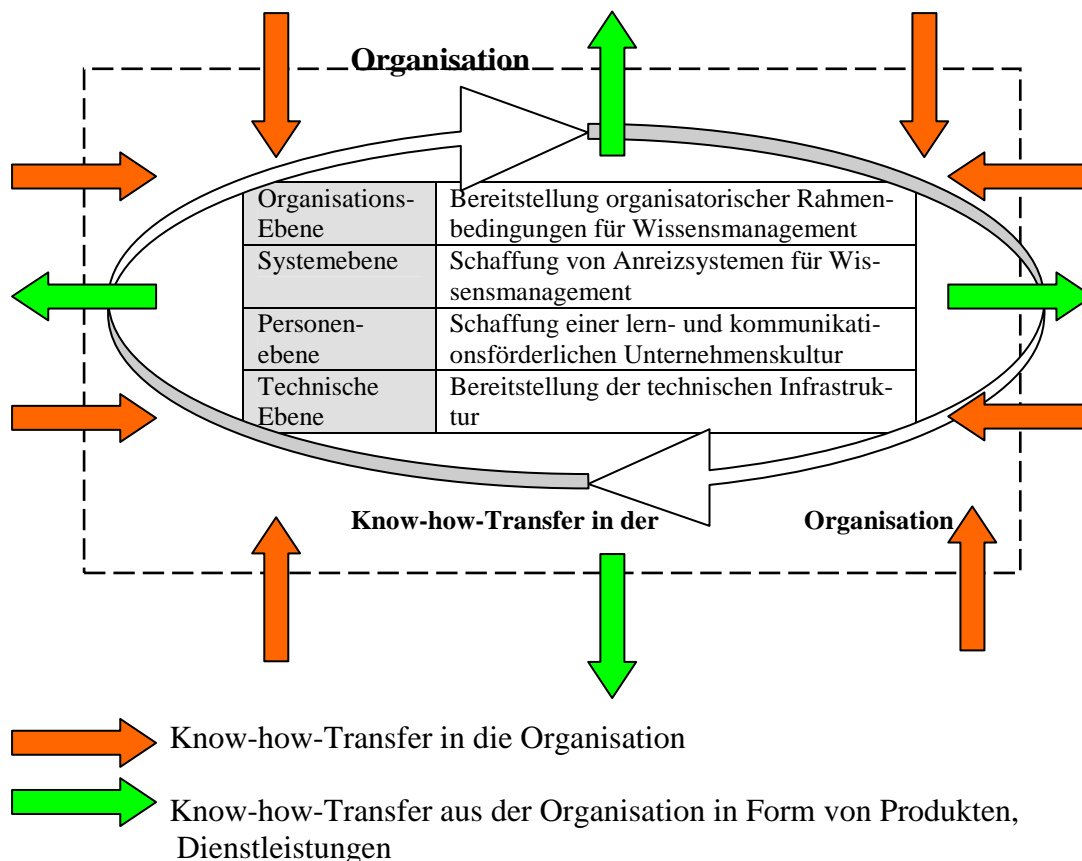 Organisation
Organisations-
Ebene
Bereitstellung organisatorischer Rahmen-
bedingungen für Wissensmanagement
Systemebene
Schaffung von Anreizsystemen für Wis-
sensmanagement
Personen-
ebene
Schaffung einer lern- und kommunikati-
onsförderlichen Unternehmenskultur
Technische
Ebene
Bereitstellung der technischen Infrastruk-
tur
Know-how-Transfer in der Organisation
Know-how-Transfer in die Organisation
Know-how-Transfer aus der Organisation in Form von Produkten,
Dienstleistungen